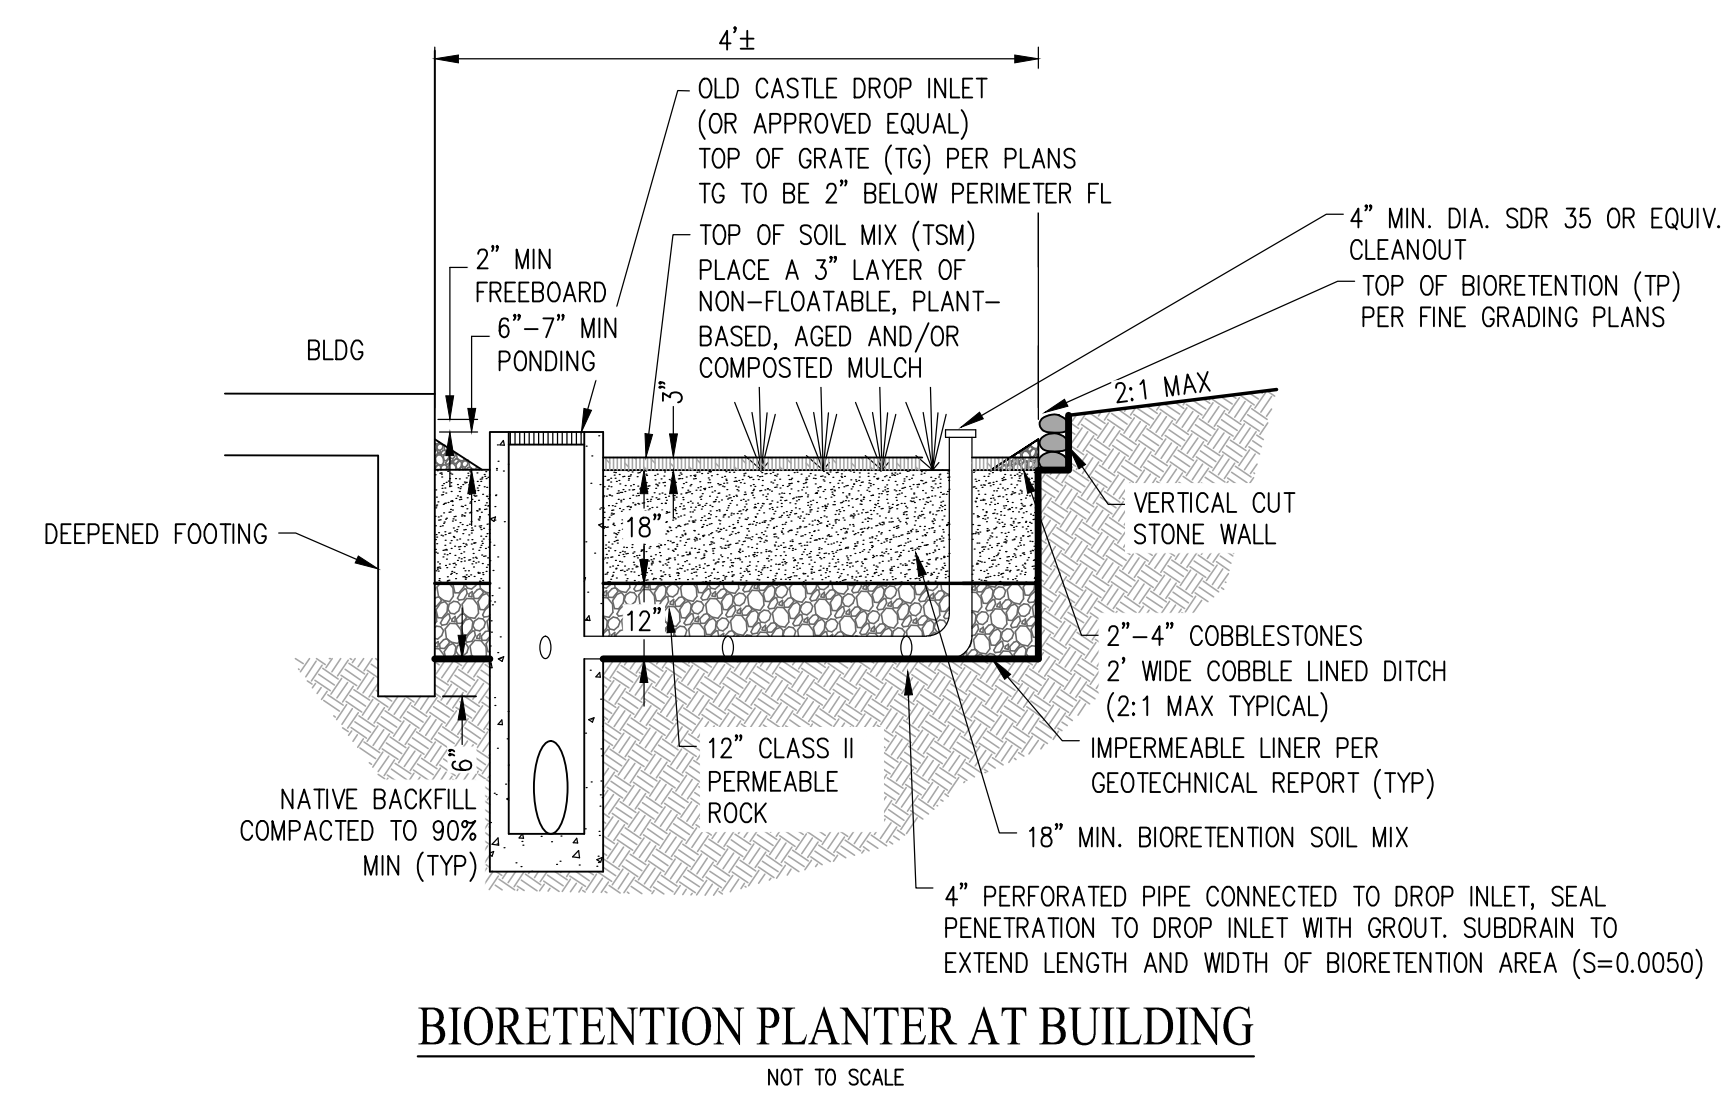 4'±
OLD CASTLE DROP INLET
(OR APPROVED EQUAL)
TOP OF GRATE (TG) PER PLANS
TG TO BE 2" BELOW PERIMETER FL
4" MIN. DIA. SDR 35 OR EQUIV.
CLEANOUT
TOP OF SOIL MIX (TSM)
PLACE A 3" LAYER OF
NON-FLOATABLE, PLANT-
BASED, AGED AND/OR
COMPOSTED MULCH
2" MIN
FREEBOARD
6"-7" MIN
PONDING
TOP OF BIORETENTION (TP)
PER FINE GRADING PLANS
BLDG
3"
2:1 MAX
VERTICAL CUT
STONE WALL
DEEPENED FOOTING
18"
12"
2"-4" COBBLESTONES
2' WIDE COBBLE LINED DITCH
(2:1 MAX TYPICAL)
6"
12" CLASS II
PERMEABLE
ROCK
IMPERMEABLE LINER PER
GEOTECHNICAL REPORT (TYP)
NATIVE BACKFILL
COMPACTED TO 90%
MIN (TYP)
18" MIN. BIORETENTION SOIL MIX
4" PERFORATED PIPE CONNECTED TO DROP INLET, SEAL
PENETRATION TO DROP INLET WITH GROUT. SUBDRAIN TO
EXTEND LENGTH AND WIDTH OF BIORETENTION AREA (S=0.0050)
BIORETENTION PLANTER AT BUILDING
NOT TO SCALE